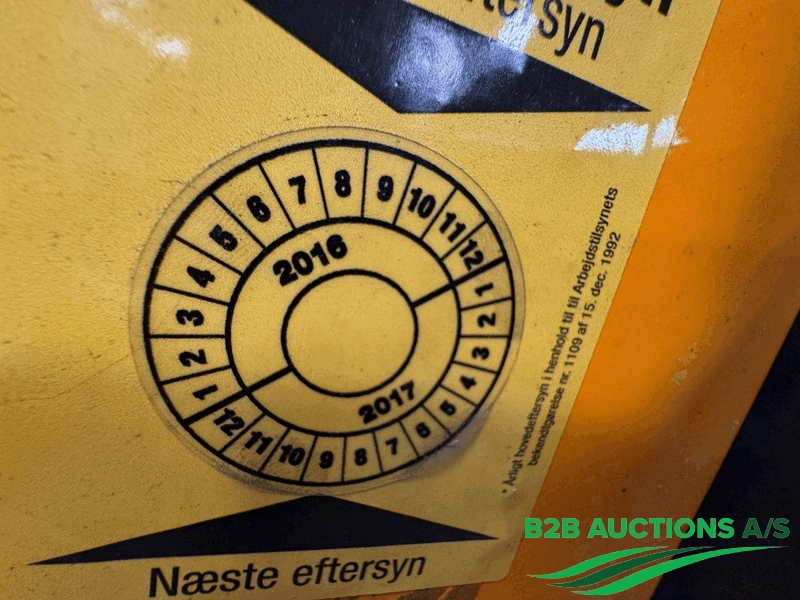 eftersyn
7 8 9 10 11 12
6
5
4
3
2
1
2016
1 2 3 4 5 6 7 8 9 10 11 12
2017
* Årligt hovedeftersyn i henhold til til Arbejdstilsynets
bekendtgørelse nr. 1109 af 15. dec. 1992
Næste eftersyn
B2B AUCTIONS A/S